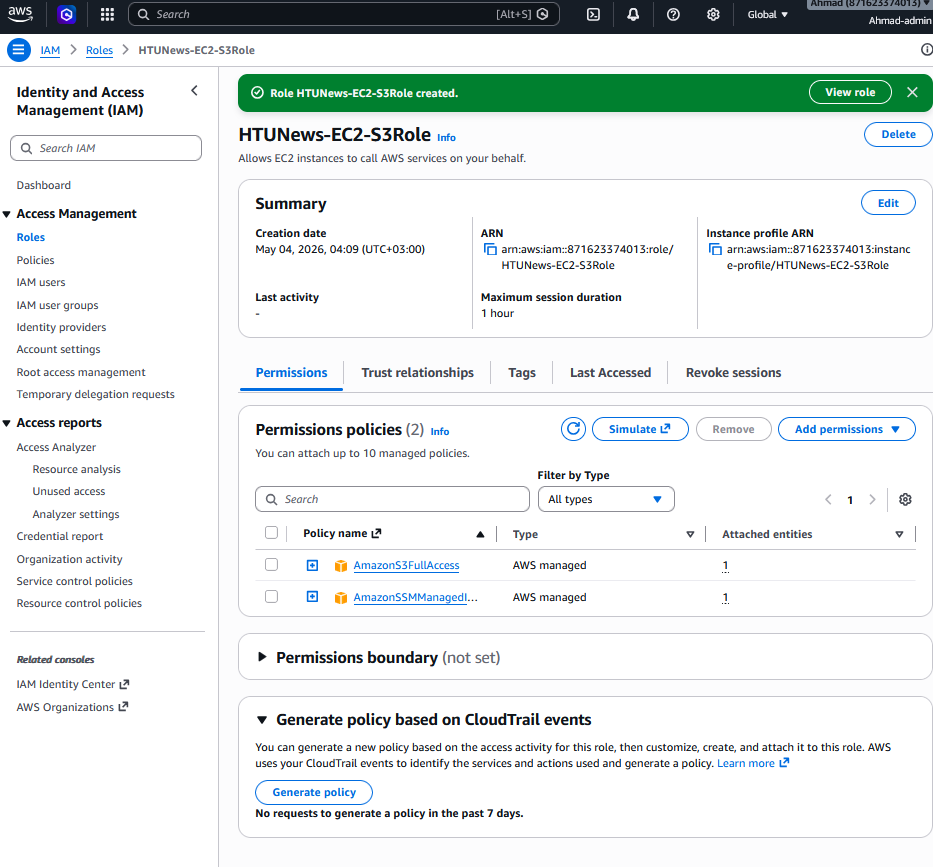 aws
Search
[Alt+S]
Global
Ahmad (871623374013)
Ahmad-admin
IAM
Roles
HTUNews-EC2-S3Role
Identity and Access
Management (IAM)
Search IAM
Dashboard
Access Management
Roles
Policies
IAM users
IAM user groups
Identity providers
Account settings
Root access management
Temporary delegation requests
Access reports
Access Analyzer
Resource analysis
Unused access
Analyzer settings
Credential report
Organization activity
Service control policies
Resource control policies
Related consoles
IAM Identity Center
AWS Organizations
Role HTUNews-EC2-S3Role created.
View role
HTUNews-EC2-S3Role Info
Delete
Allows EC2 instances to call AWS services on your behalf.
Summary
Edit
Creation date
May 04, 2026, 04:09 (UTC+03:00)
Last activity
-
ARN
arn:aws:iam::871623374013:role/
HTUNews-EC2-S3Role
Maximum session duration
1 hour
Instance profile ARN
arn:aws:iam::871623374013:instanc
e-profile/HTUNews-EC2-S3Role
Permissions
Trust relationships
Tags
Last Accessed
Revoke sessions
Permissions policies (2) Info
Simulate
Remove
Add permissions
You can attach up to 10 managed policies.
Filter by Type
Search
All types
1
Policy name
Type
Attached entities
AmazonS3FullAccess
AWS managed
1
AmazonSSMManagedI...
AWS managed
1
Permissions boundary (not set)
Generate policy based on CloudTrail events
You can generate a new policy based on the access activity for this role, then customize, create, and attach it to this role. AWS
uses your CloudTrail events to identify the services and actions used and generate a policy. Learn more
Generate policy
No requests to generate a policy in the past 7 days.